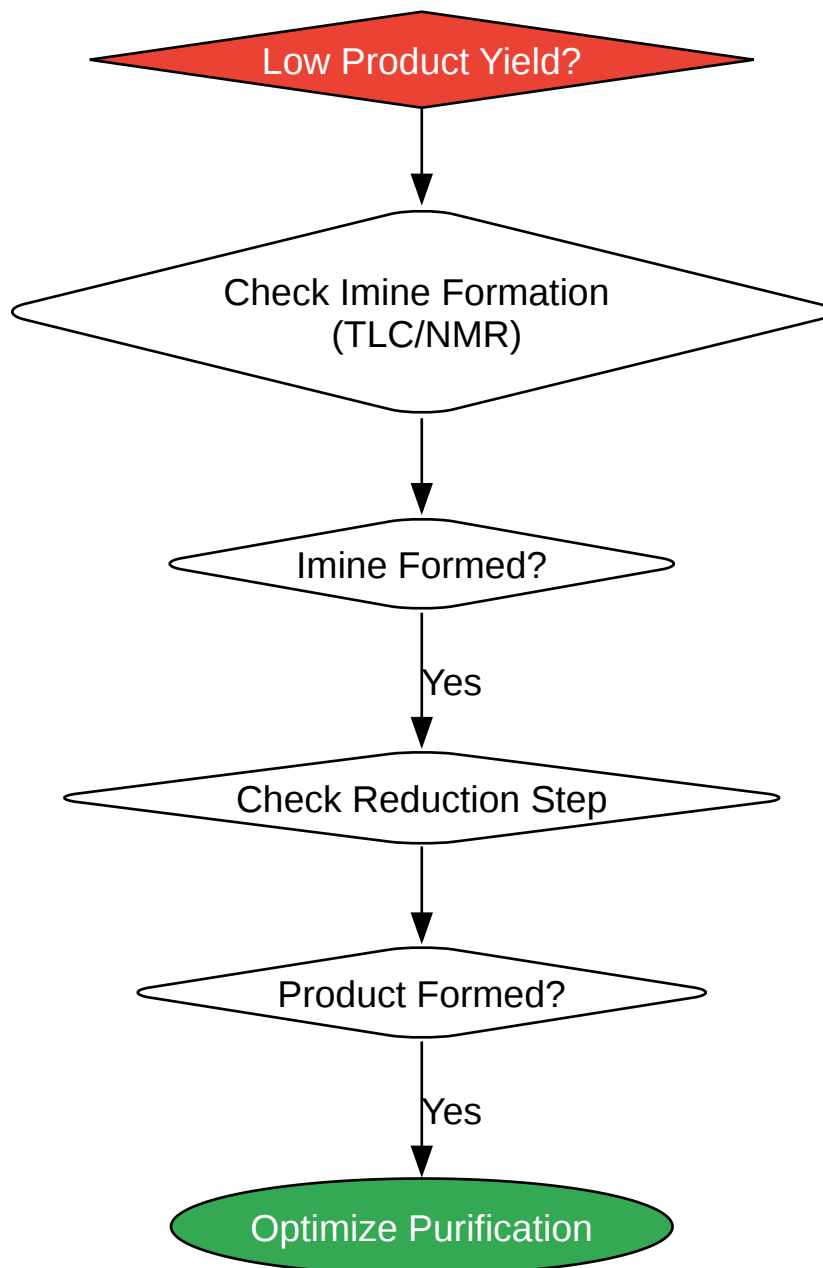 Low Product Yield?
Check Imine Formation
(TLC/NMR)
Imine Formed?
Yes
Check Reduction Step
Product Formed?
Yes
Optimize Purification